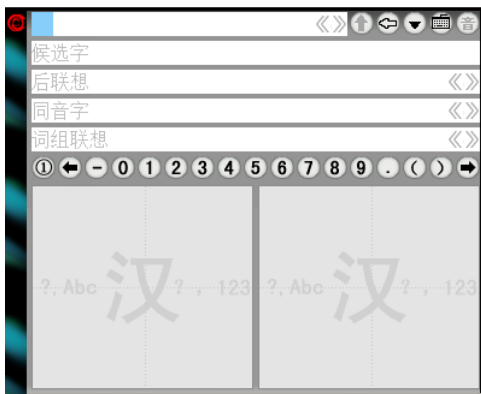 《》 音
候选字
后联想 《》
同音字 《》
词组联想 《》
① - 0 1 2 3 4 5 6 7 8 9 . ( )
?, Abc 汉 ? , 123 ?, Abc 汉 ? , 123